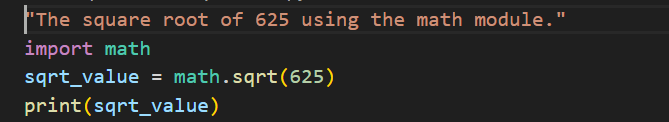 "The square root of 625 using the math module."
import math
sqrt_value = math.sqrt(625)
print(sqrt_value)